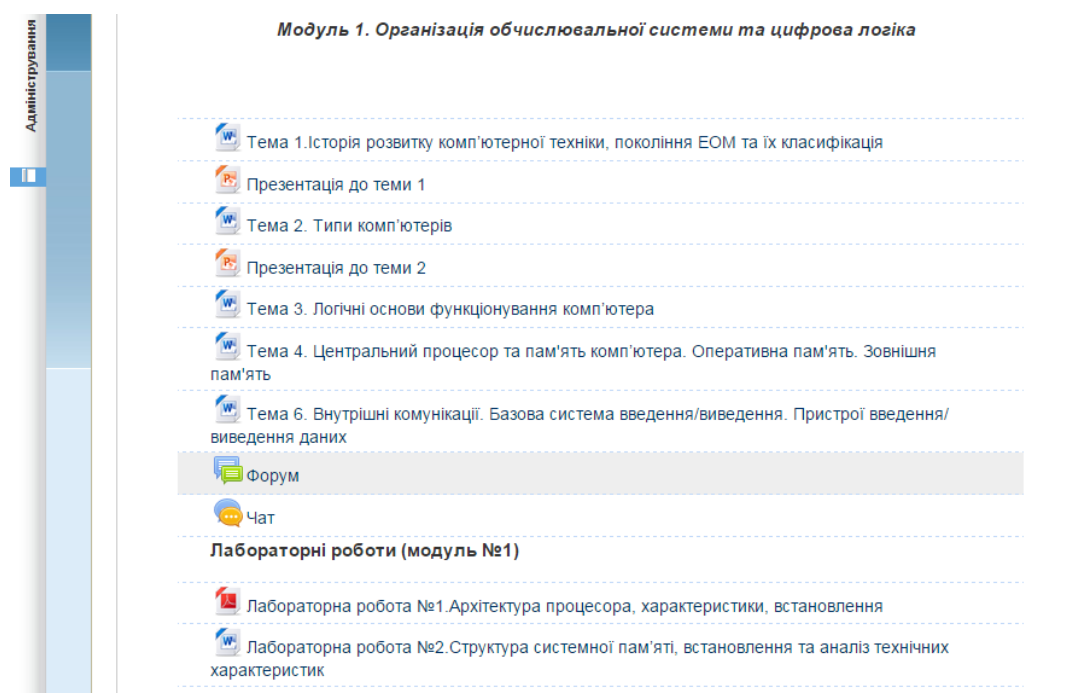 Адміністрування
Модуль 1. Організація обчислювальної системи та цифрова логіка
Тема 1.Історія розвитку комп’ютерної техніки, покоління ЕОМ та їх класифікація
Презентація до теми 1
Тема 2. Типи комп’ютерів
Презентація до теми 2
Тема 3. Логічні основи функціонування комп’ютера
Тема 4. Центральний процесор та пам’ять комп’ютера. Оперативна пам'ять. Зовнішня
пам'ять
Тема 6. Внутрішні комунікації. Базова система введення/виведення. Пристрої введення/
виведення даних
Форум
Чат
Лабораторні роботи (модуль №1)
Лабораторна робота №1.Архітектура процесора, характеристики, встановлення
Лабораторна робота №2.Структура системної пам’яті, встановлення та аналіз технічних
характеристик